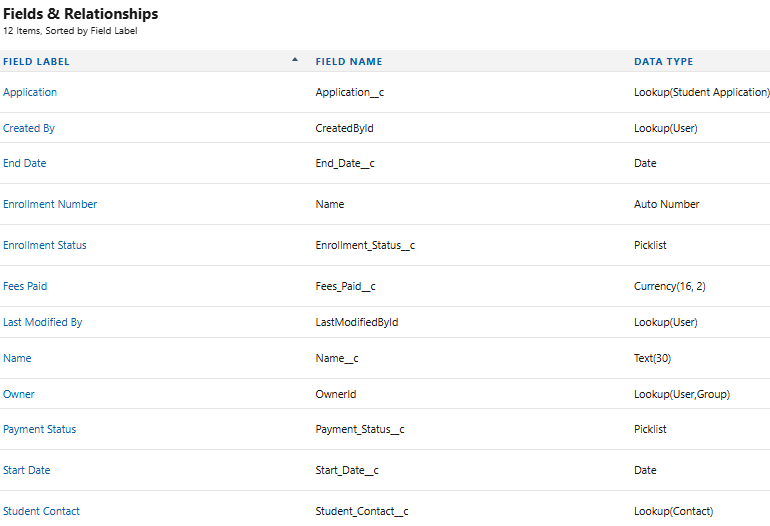 Fields & Relationships
12 Items, Sorted by Field Label
FIELD LABEL FIELD NAME DATA TYPE
Application Application__c Lookup(Student Application)
Created By CreatedById Lookup(User)
End Date End_Date__c Date
Enrollment Number Name Auto Number
Enrollment Status Enrollment_Status__c Picklist
Fees Paid Fees_Paid__c Currency(16, 2)
Last Modified By LastModifiedById Lookup(User)
Name Name__c Text(30)
Owner OwnerId Lookup(User,Group)
Payment Status Payment_Status__c Picklist
Start Date Start_Date__c Date
Student Contact Student_Contact__c Lookup(Contact)